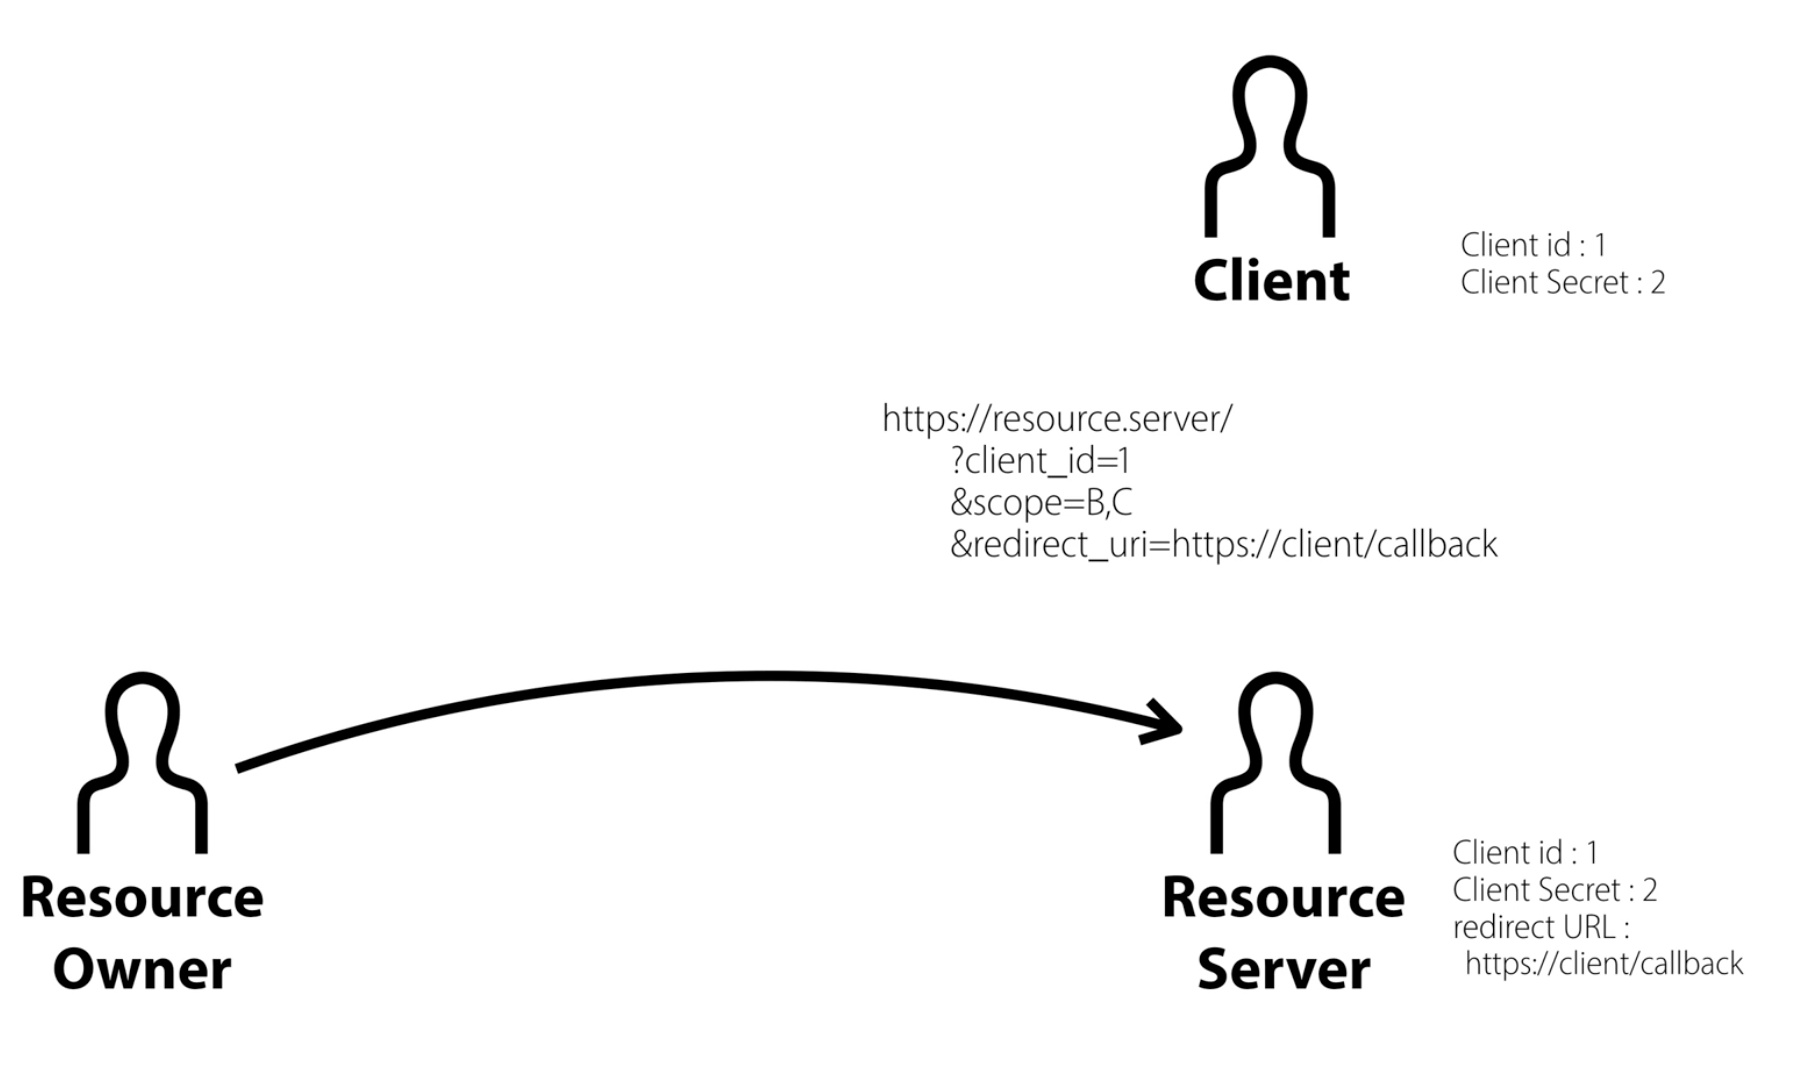 Client
Client id : 1
Client Secret : 2
https://resource.server/
?client_id=1
&scope=B,C
&redirect_uri=https://client/callback
Resource
Owner
Resource
Server
Client id : 1
Client Secret : 2
redirect URL :
https://client/callback